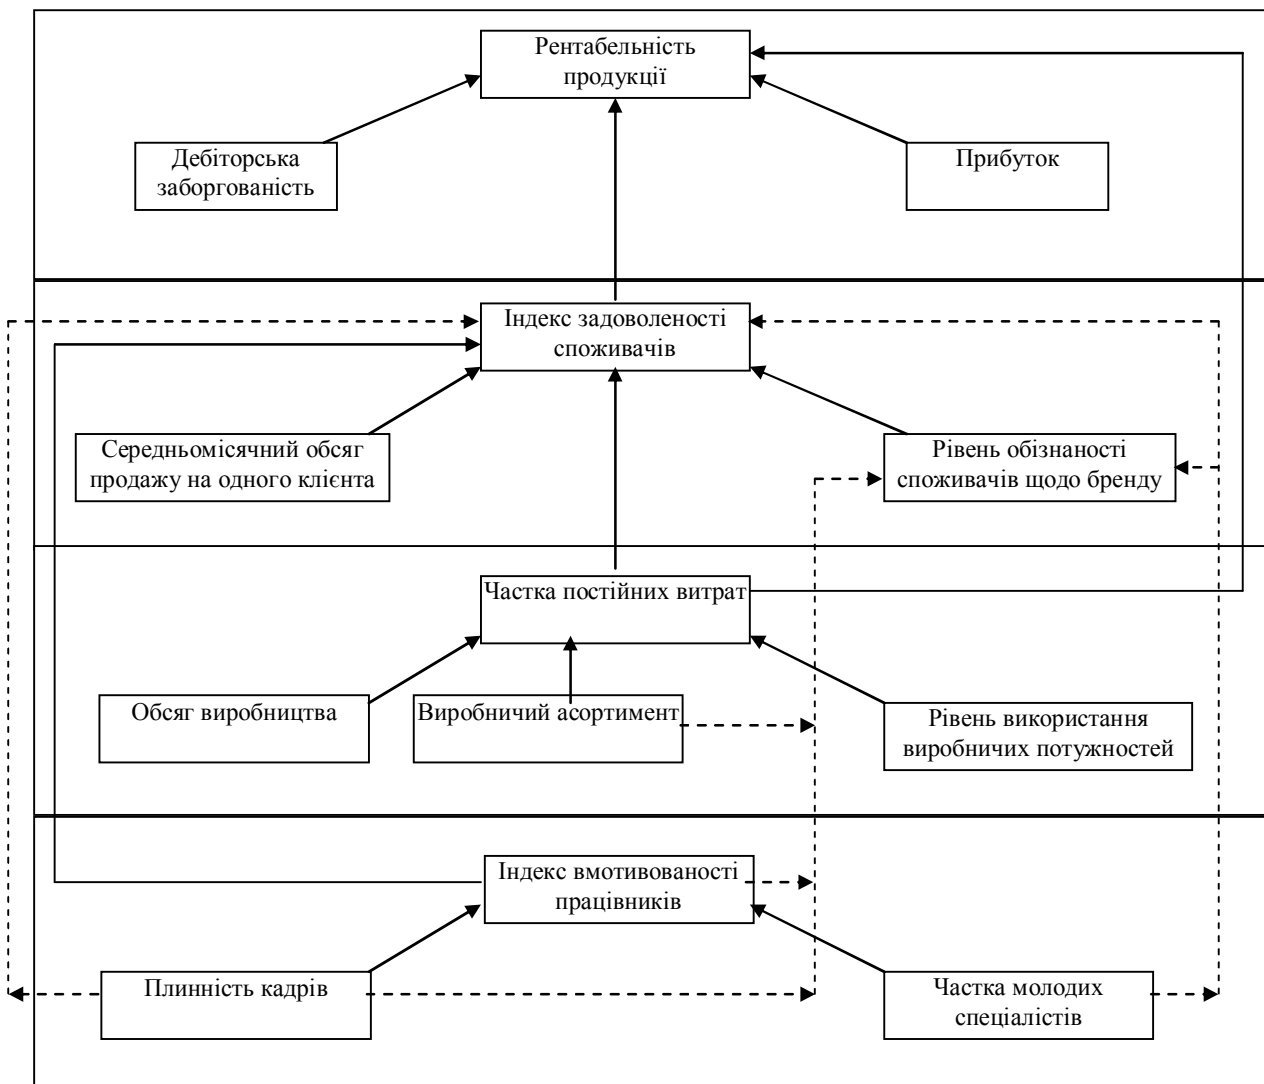 Рентабельність
продукції
Дебіторська
заборгованість
Прибуток
Індекс задоволеності
споживачів
Середньомісячний обсяг
продажу на одного клієнта
Рівень обізнаності
споживачів щодо бренду
Частка постійних витрат
Обсяг виробництва
Виробничий асортимент
Рівень використання
виробничих потужностей
Індекс вмотивованості
працівників
Плинність кадрів
Частка молодих
спеціалістів